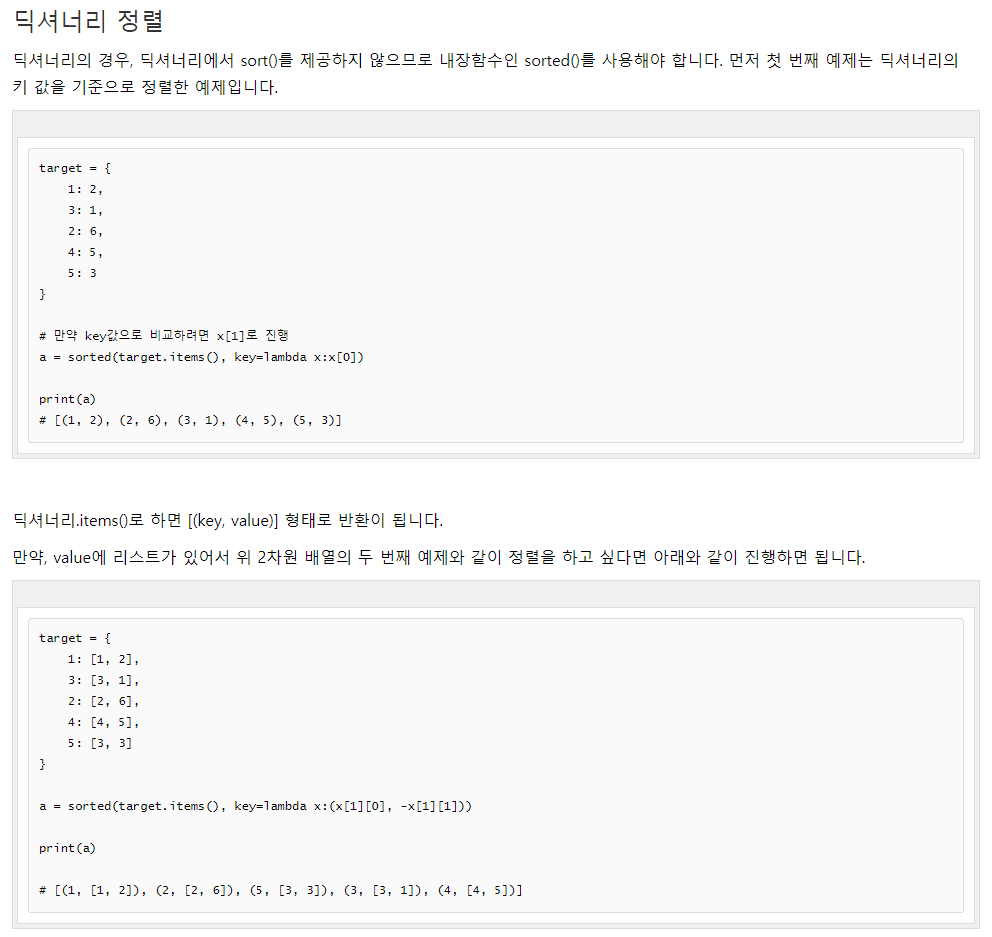 딕셔너리 정렬
딕셔너리의 경우, 딕셔너리에서 sort()를 제공하지 않으므로 내장함수인 sorted()를 사용해야 합니다. 먼저 첫 번째 예제는 딕셔너리의
키 값을 기준으로 정렬한 예제입니다.
target = {
    1: 2,
    3: 1,
    2: 6,
    4: 5,
    5: 3
}
# 만약 key값으로 비교하려면 x[1]로 진행
a = sorted(target.items(), key=lambda x:x[0])
print(a)
# [(1, 2), (2, 6), (3, 1), (4, 5), (5, 3)]
딕셔너리.items()로 하면 [(key, value)] 형태로 반환이 됩니다.
만약, value에 리스트가 있어서 위 2차원 배열의 두 번째 예제와 같이 정렬을 하고 싶다면 아래와 같이 진행하면 됩니다.
target = {
    1: [1, 2],
    3: [3, 1],
    2: [2, 6],
    4: [4, 5],
    5: [3, 3]
}
a = sorted(target.items(), key=lambda x:(x[1][0], -x[1][1]))
print(a)
# [(1, [1, 2]), (2, [2, 6]), (5, [3, 3]), (3, [3, 1]), (4, [4, 5])]